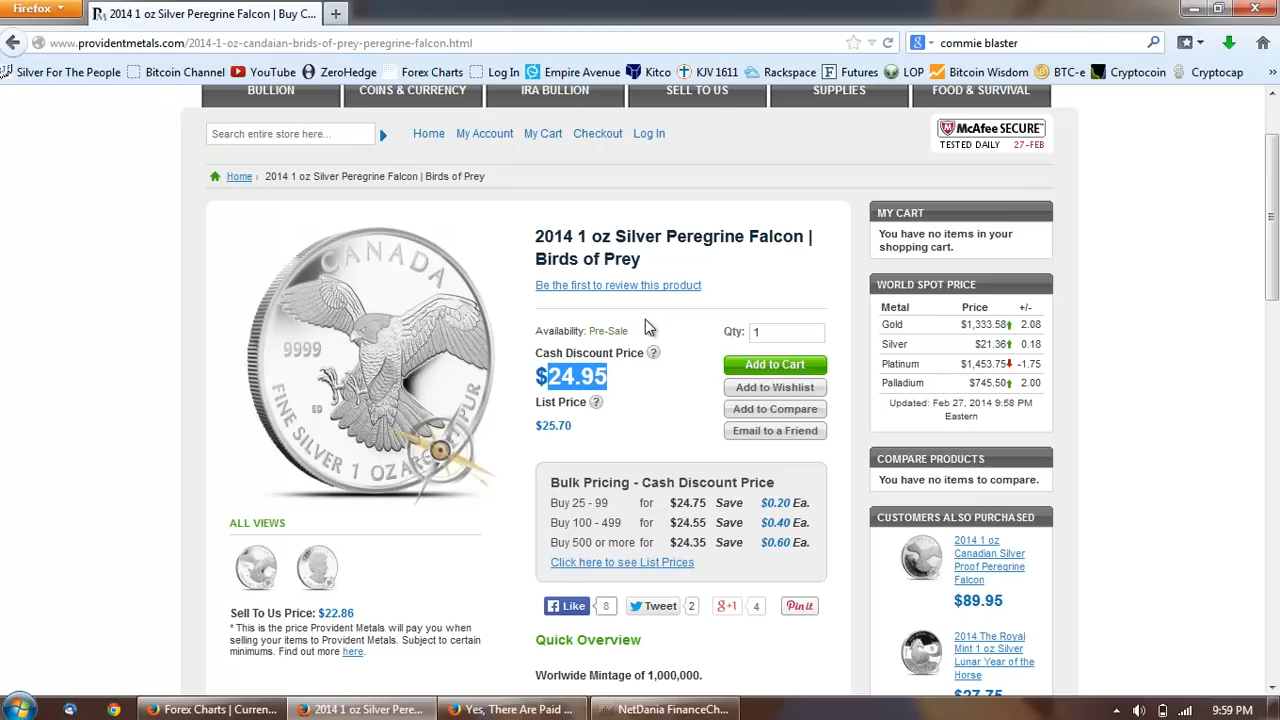 Firefox
2014 1 oz Silver Peregrine Falcon | Buy C...
www.providentmetals.com/2014-1-oz-candaian-brids-of-prey-peregrine-falcon.html
commie blaster
Silver For The People
Bitcoin Channel
YouTube
ZeroHedge
Forex Charts
Log In
Empire Avenue
Kitco
KJV 1611
Rackspace
Futures
LOP
Bitcoin Wisdom
BTC-e
Cryptocoin
Cryptocap
BULLION
COINS & CURRENCY
IRA BULLION
SELL TO US
SUPPLIES
FOOD & SURVIVAL
Search entire store here...
Home
My Account
My Cart
Checkout
Log In
McAfee SECURE
TESTED DAILY 27-FEB
Home › 2014 1 oz Silver Peregrine Falcon | Birds of Prey
CANADA
9999
FINE SILVER 1 OZ
ALL VIEWS
Sell To Us Price: $22.86
* This is the price Provident Metals will pay you when
selling your items to Provident Metals. Subject to certain
minimums. Find out more here.
2014 1 oz Silver Peregrine Falcon |
Birds of Prey
Be the first to review this product
Availability: Pre-Sale
Cash Discount Price ?
$24.95
List Price ?
$25.70
Qty: 1
Add to Cart
Add to Wishlist
Add to Compare
Email to a Friend
Bulk Pricing - Cash Discount Price
Buy 25 - 99 for $24.75 Save $0.20 Ea.
Buy 100 - 499 for $24.55 Save $0.40 Ea.
Buy 500 or more for $24.35 Save $0.60 Ea.
Click here to see List Prices
Like 8
Tweet 2
g+1 4
Pin it
Quick Overview
Worlwide Mintage of 1,000,000.
MY CART
You have no items in your
shopping cart.
WORLD SPOT PRICE
Metal Price +/-
Gold $1,333.58 2.08
Silver $21.36 0.18
Platinum $1,453.75 -1.75
Palladium $745.50 2.00
Updated: Feb 27, 2014 9:58 PM
Eastern
COMPARE PRODUCTS
You have no items to compare.
CUSTOMERS ALSO PURCHASED
2014 1 oz
Canadian Silver
Proof Peregrine
Falcon
$89.95
2014 The Royal
Mint 1 oz Silver
Lunar Year of the
Horse
$27.75
Forex Charts | Curren...
2014 1 oz Silver Pere...
Yes, There Are Paid ...
NetDania FinanceCh...
9:59 PM